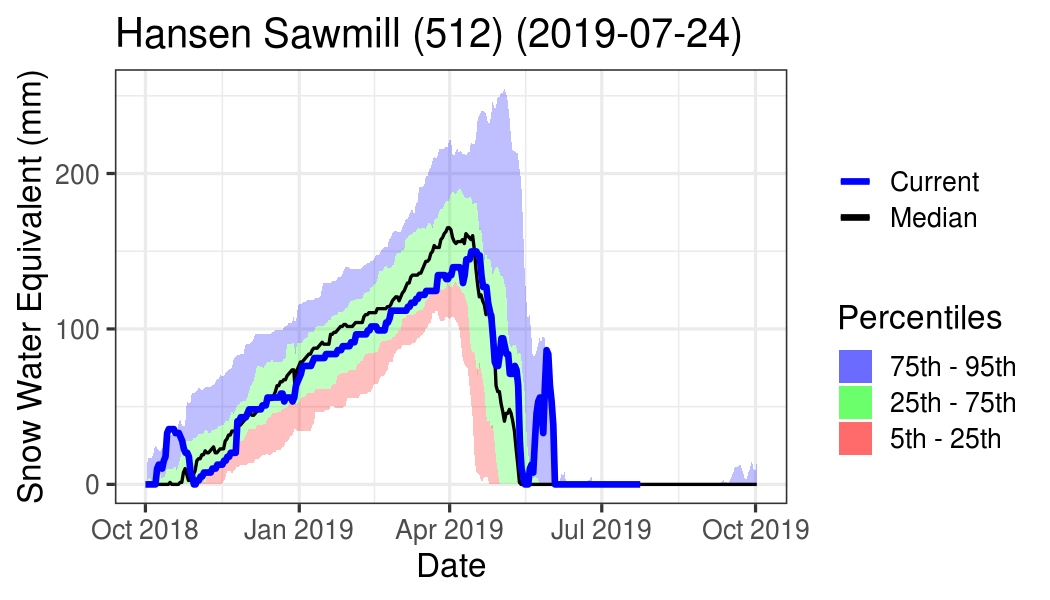 Hansen Sawmill (512) (2019-07-24)
Snow Water Equivalent (mm)
200
100
0
Oct 2018
Jan 2019
Apr 2019
Jul 2019
Oct 2019
Date
Current
Median
Percentiles
75th - 95th
25th - 75th
5th - 25th